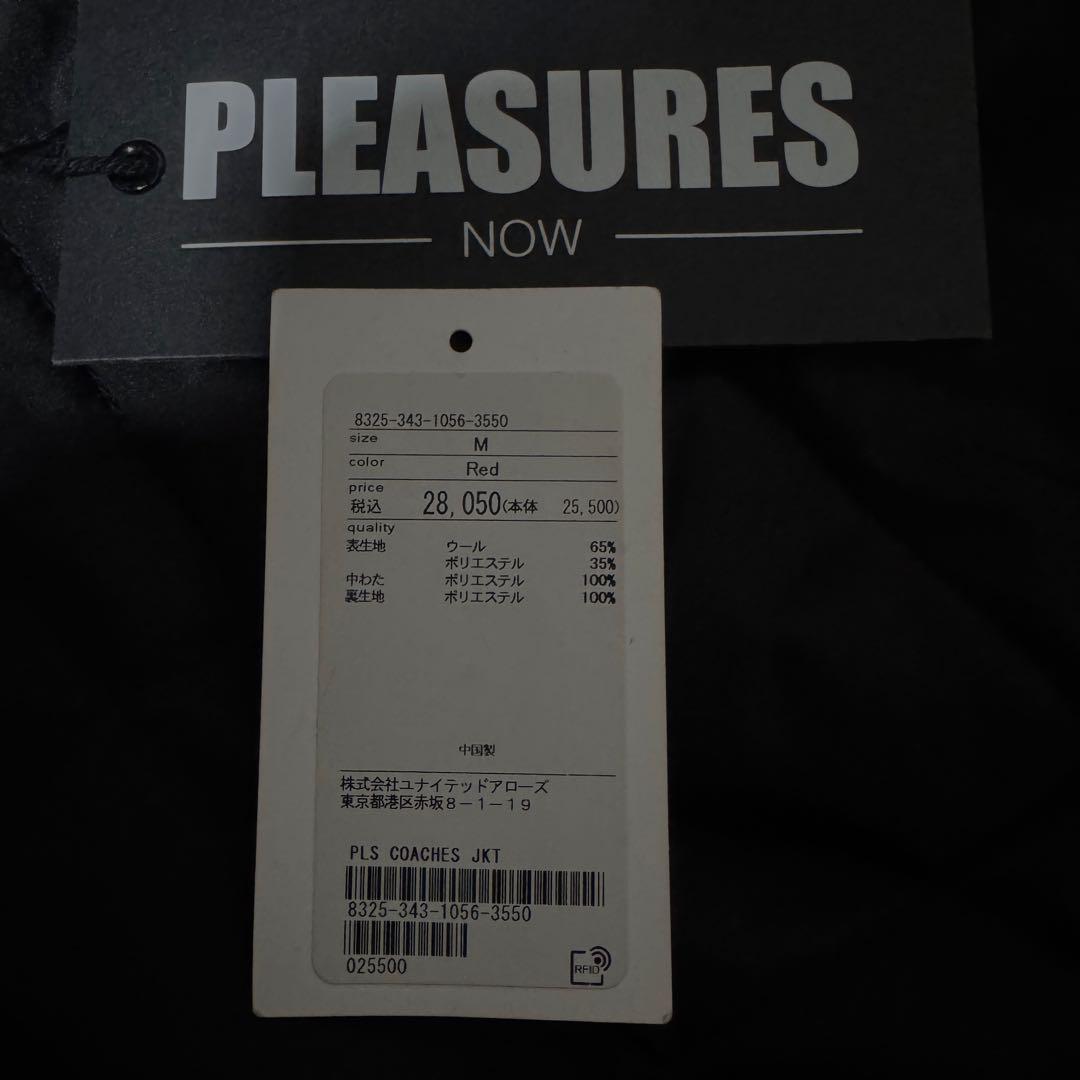 PLEASURES
NOW
8325-343-1056-3550
size M
color Red
price
税込 28,050(本体 25,500)
quality
表生地 ウール 65%
ポリエステル 35%
中わた ポリエステル 100%
裏生地 ポリエステル 100%
中国製
株式会社ユナイテッドアローズ
東京都港区赤坂8-1-19
PLS COACHES JKT
8325-343-1056-3550
025500
RFID